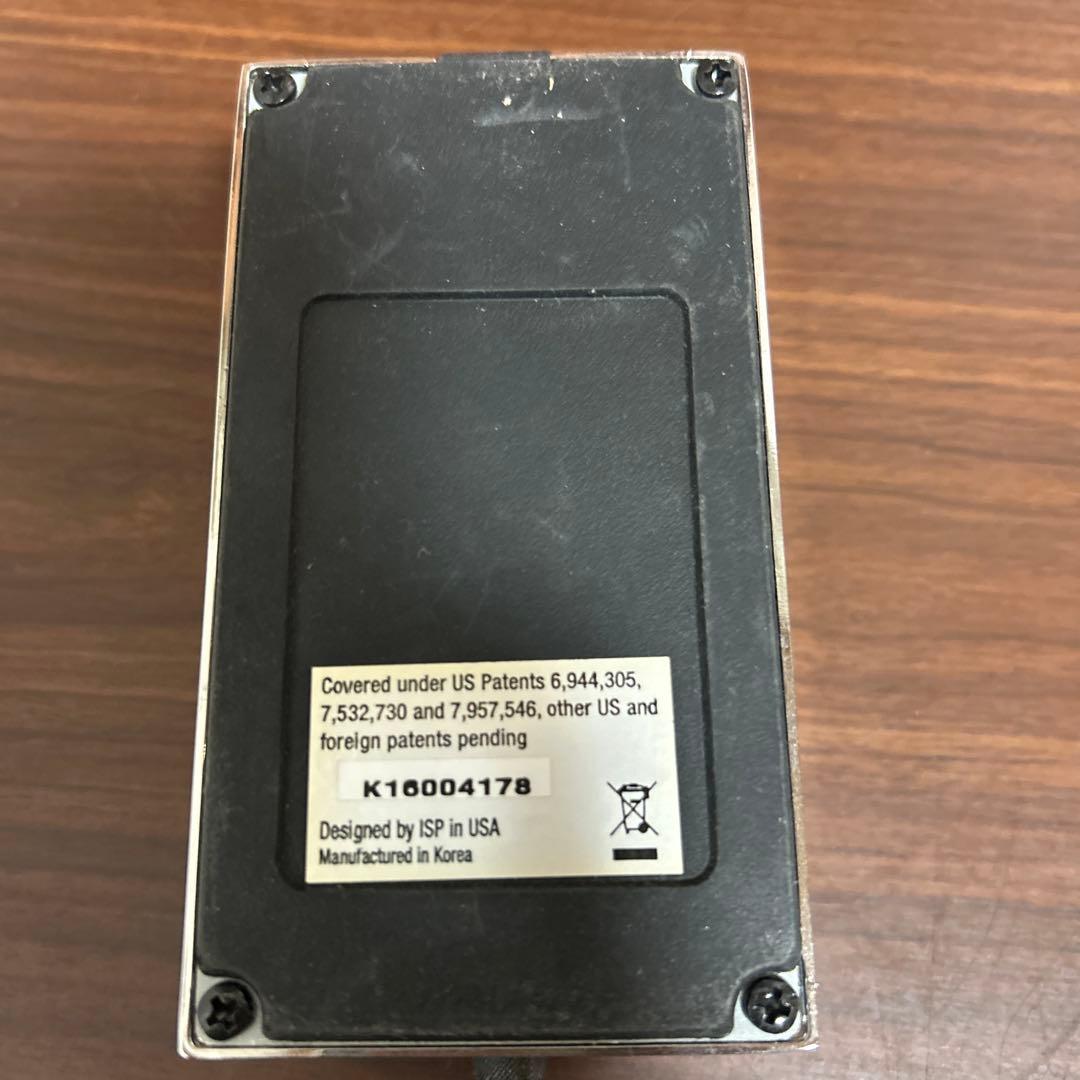 Covered under US Patents 6,944,305,
7,532,730 and 7,957,546, other US and
foreign patents pending
K16004178
Designed by ISP in USA
Manufactured in Korea